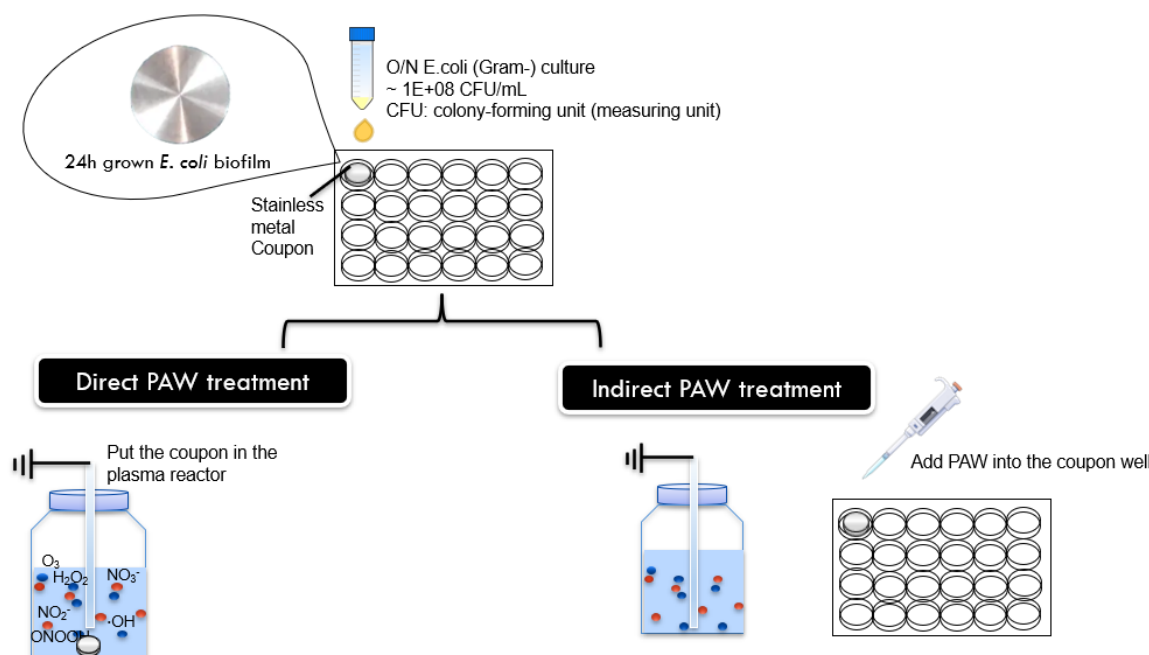 O/N E.coli (Gram-) culture
~ 1E+08 CFU/mL
CFU: colony-forming unit (measuring unit)
24h grown E. coli biofilm
Stainless
metal
Coupon
Direct PAW treatment
Indirect PAW treatment
Put the coupon in the
plasma reactor
Add PAW into the coupon well
O₃
H₂O₂
NO₃⁻
NO₂⁻
·OH